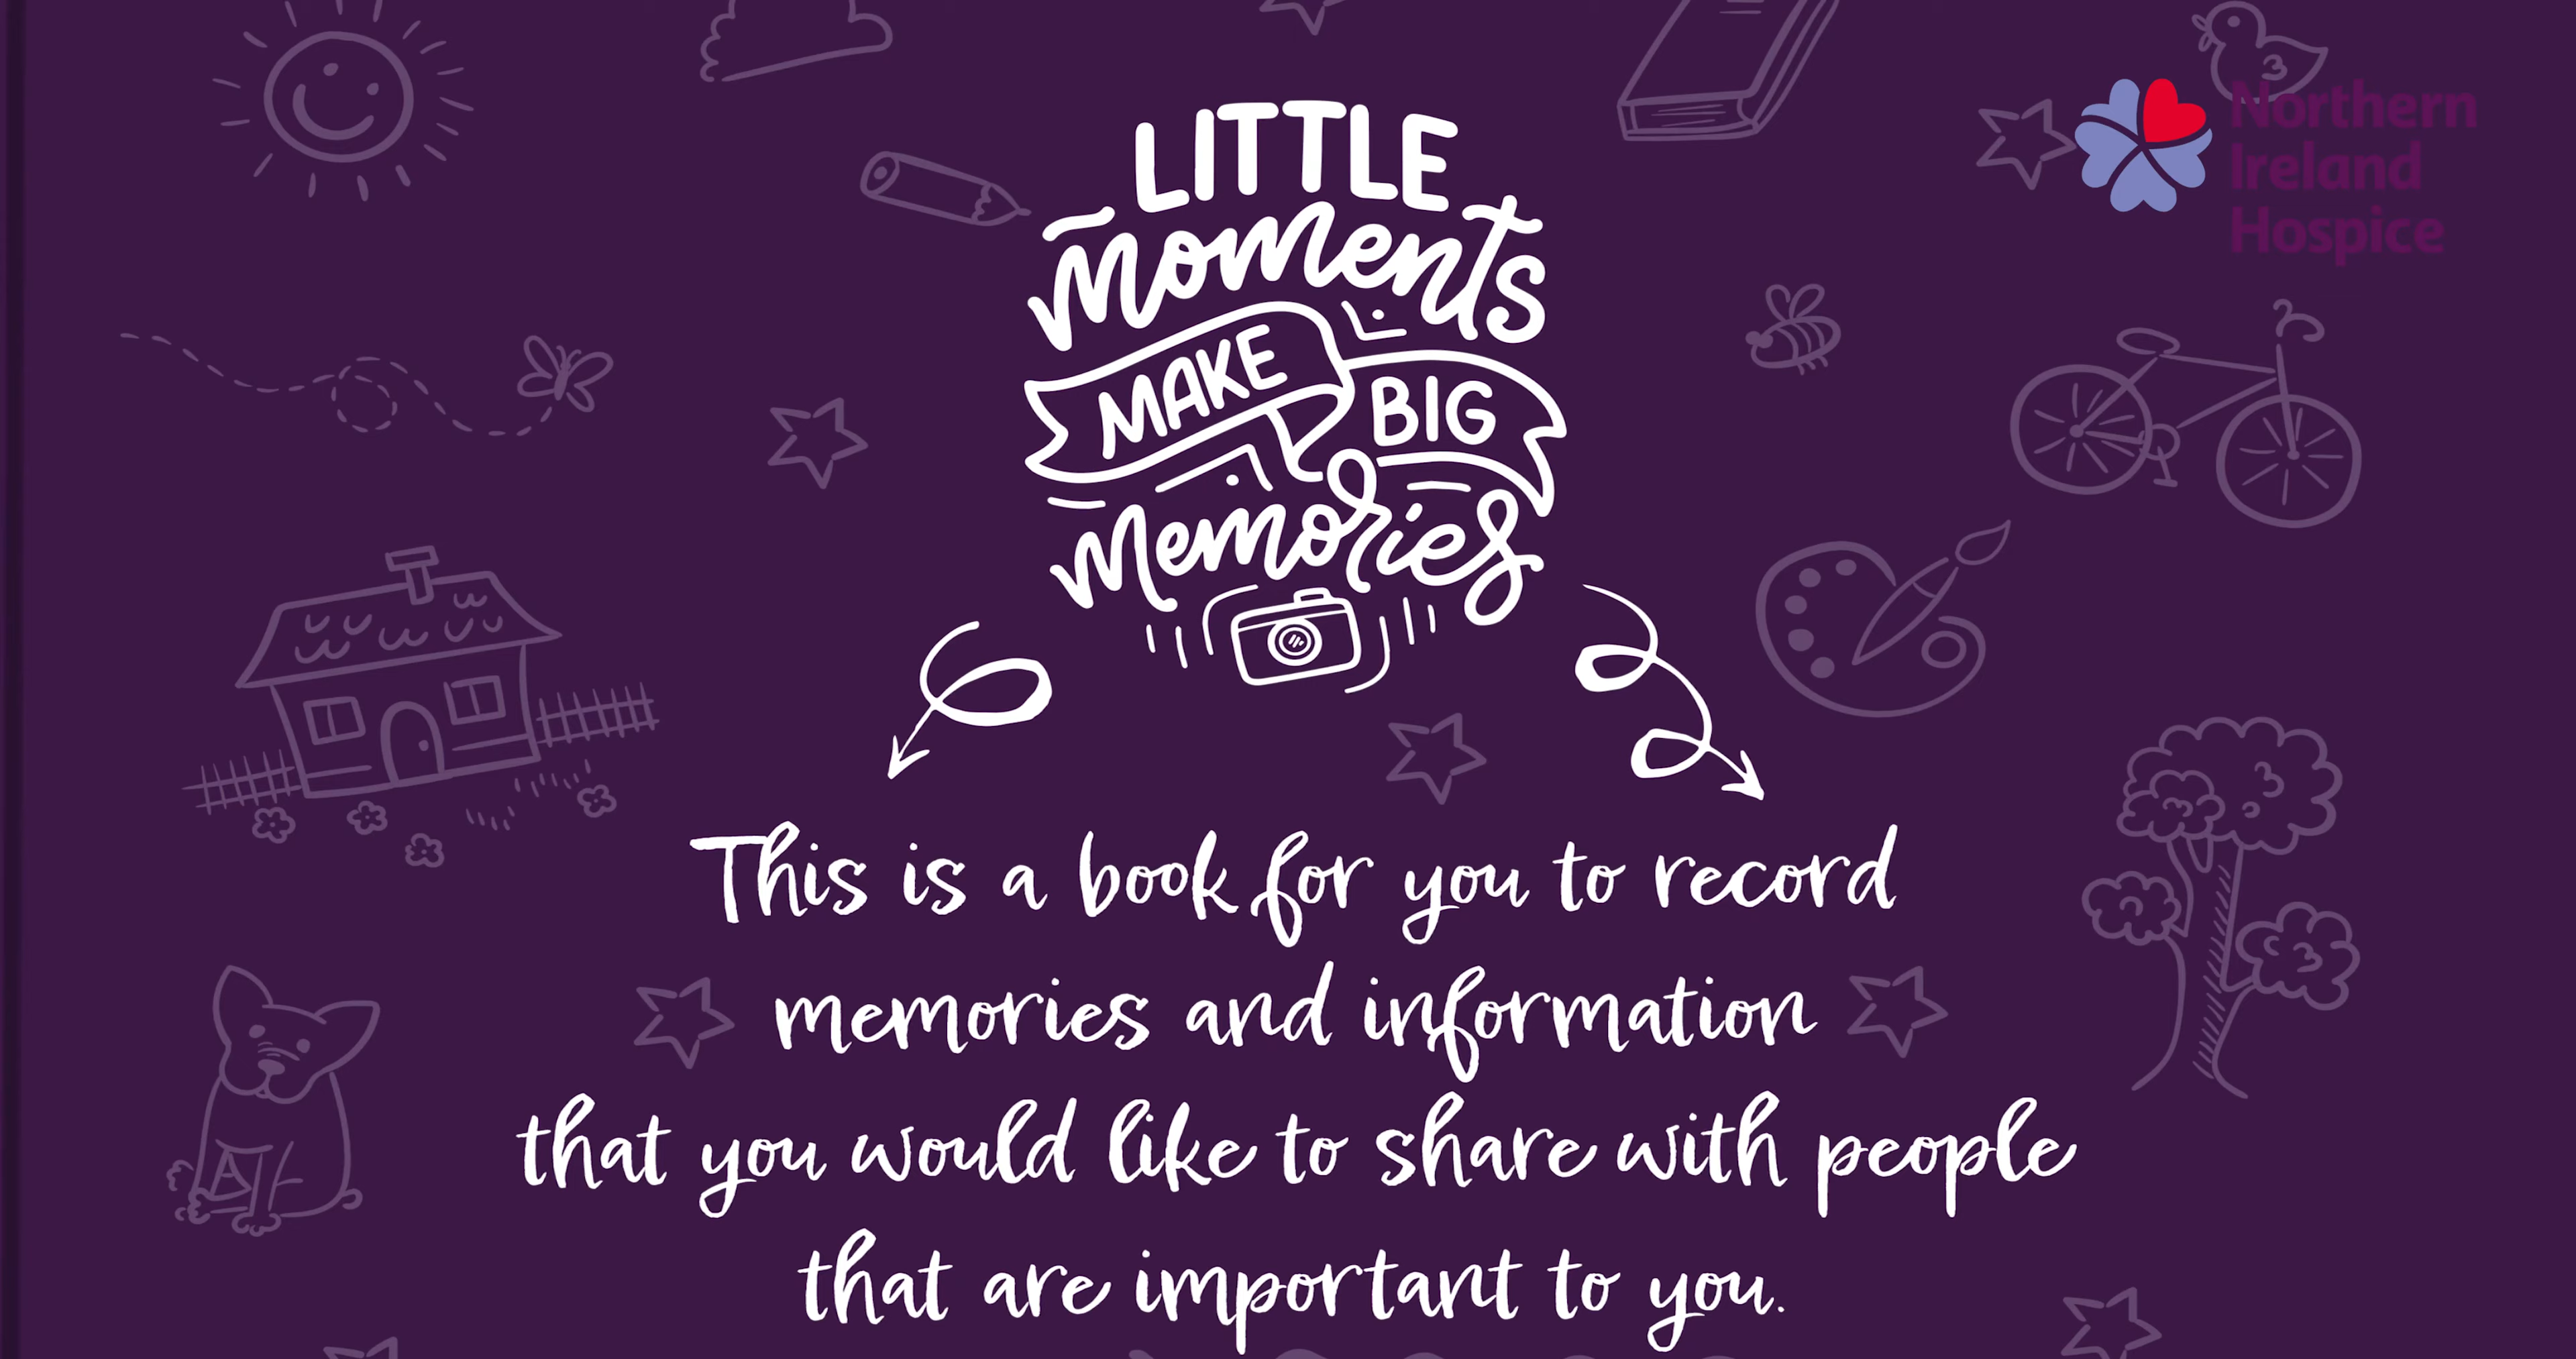 LITTLE
moments
MAKE BIG
memories
Northern
Ireland
Hospice
This is a book for you to record
memories and information
that you would like to share with people
that are important to you.